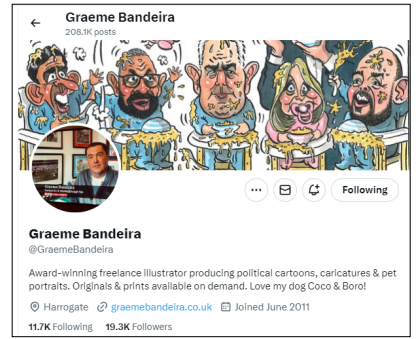 Graeme Bandeira
208.1K posts
Graeme Bandeira
Following
Graeme Bandeira
@GraemeBandeira
Award-winning freelance illustrator producing political cartoons, caricatures & pet
portraits. Originals & prints available on demand. Love my dog Coco & Boro!
Harrogate graemebandeira.co.uk Joined June 2011
11.7K Following 19.3K Followers